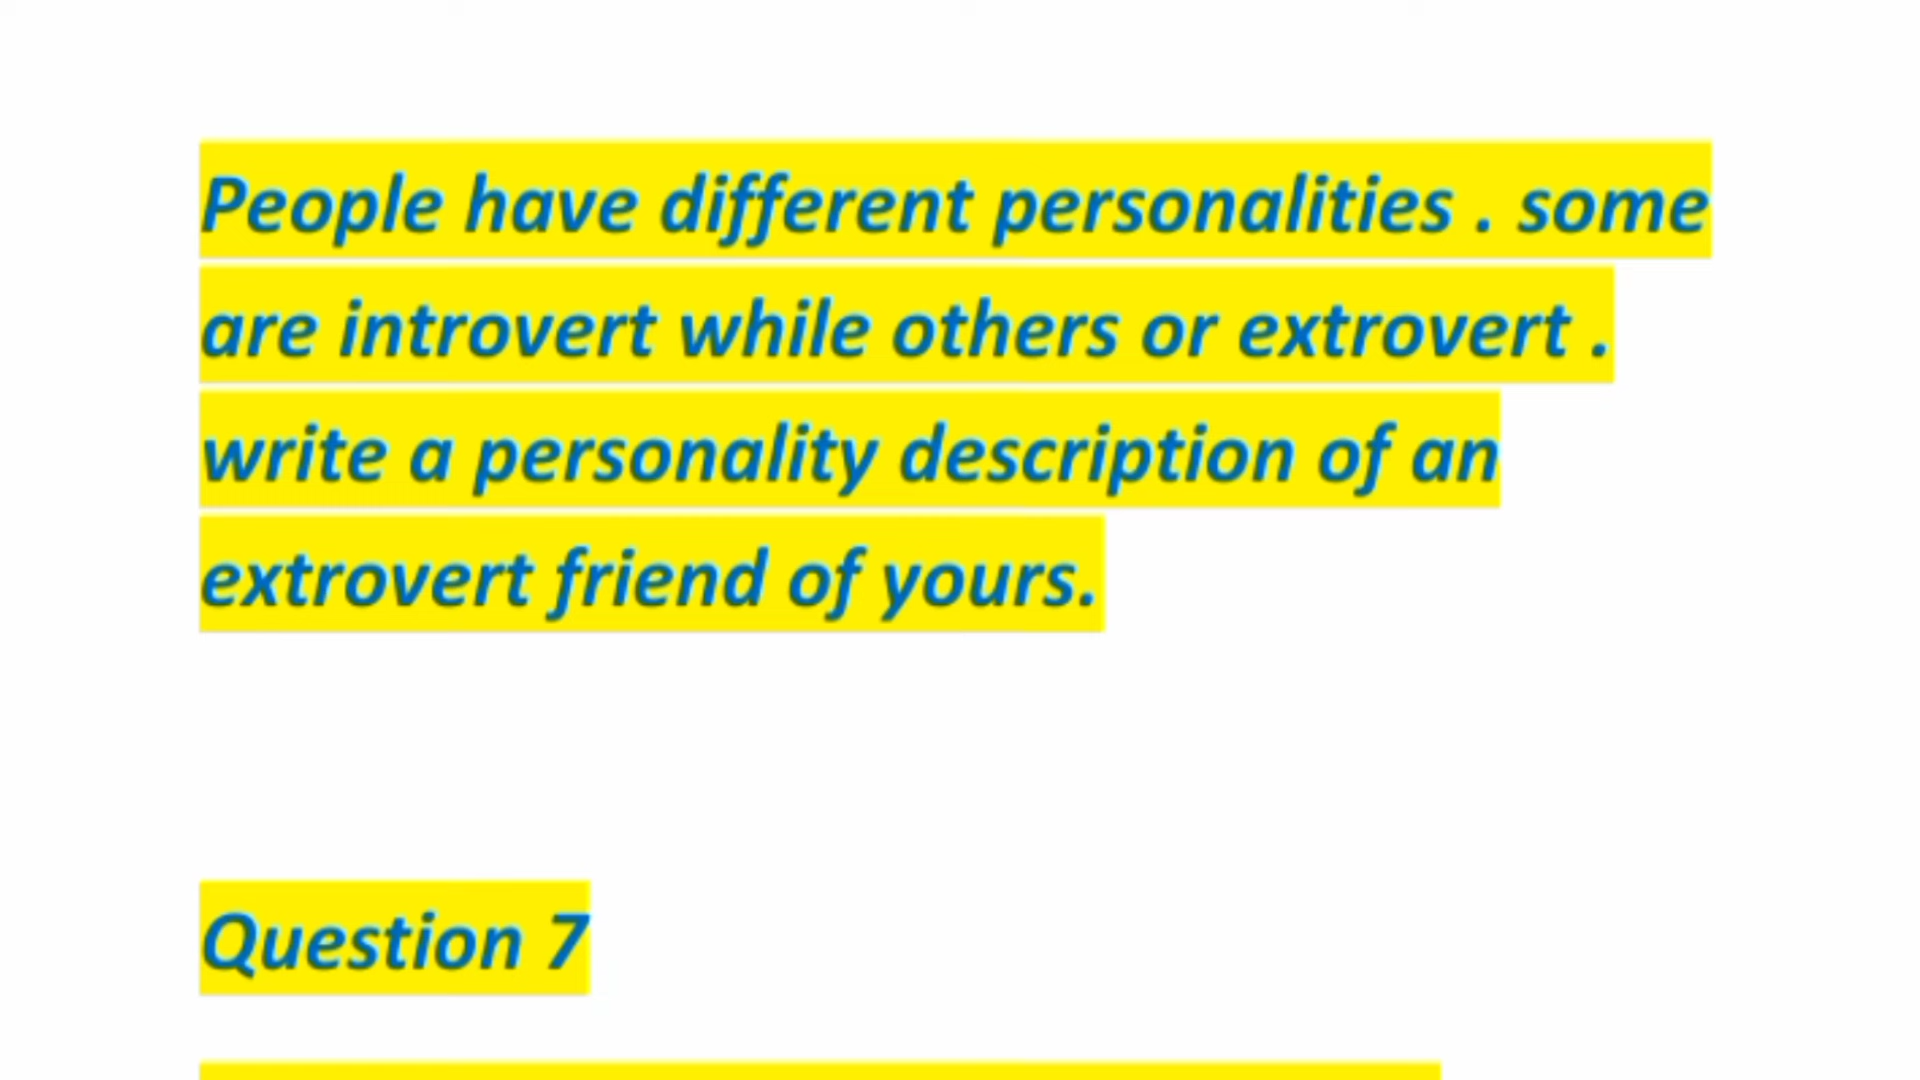 People have different personalities . some
are introvert while others or extrovert .
write a personality description of an
extrovert friend of yours.
Question 7